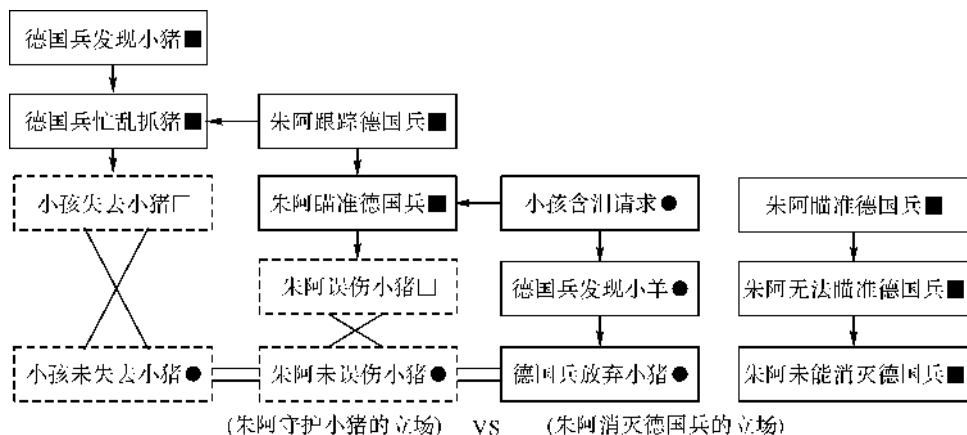 德国兵发现小猪■
德国兵忙乱抓猪■
朱阿跟踪德国兵■
小孩失去小猪□
朱阿瞄准德国兵■
小孩含泪请求●
朱阿瞄准德国兵■
朱阿误伤小猪□
德国兵发现小羊●
朱阿无法瞄准德国兵■
小孩未失去小猪●
朱阿未误伤小猪●
德国兵放弃小猪●
朱阿未能消灭德国兵■
(朱阿守护小猪的立场) VS (朱阿消灭德国兵的立场)